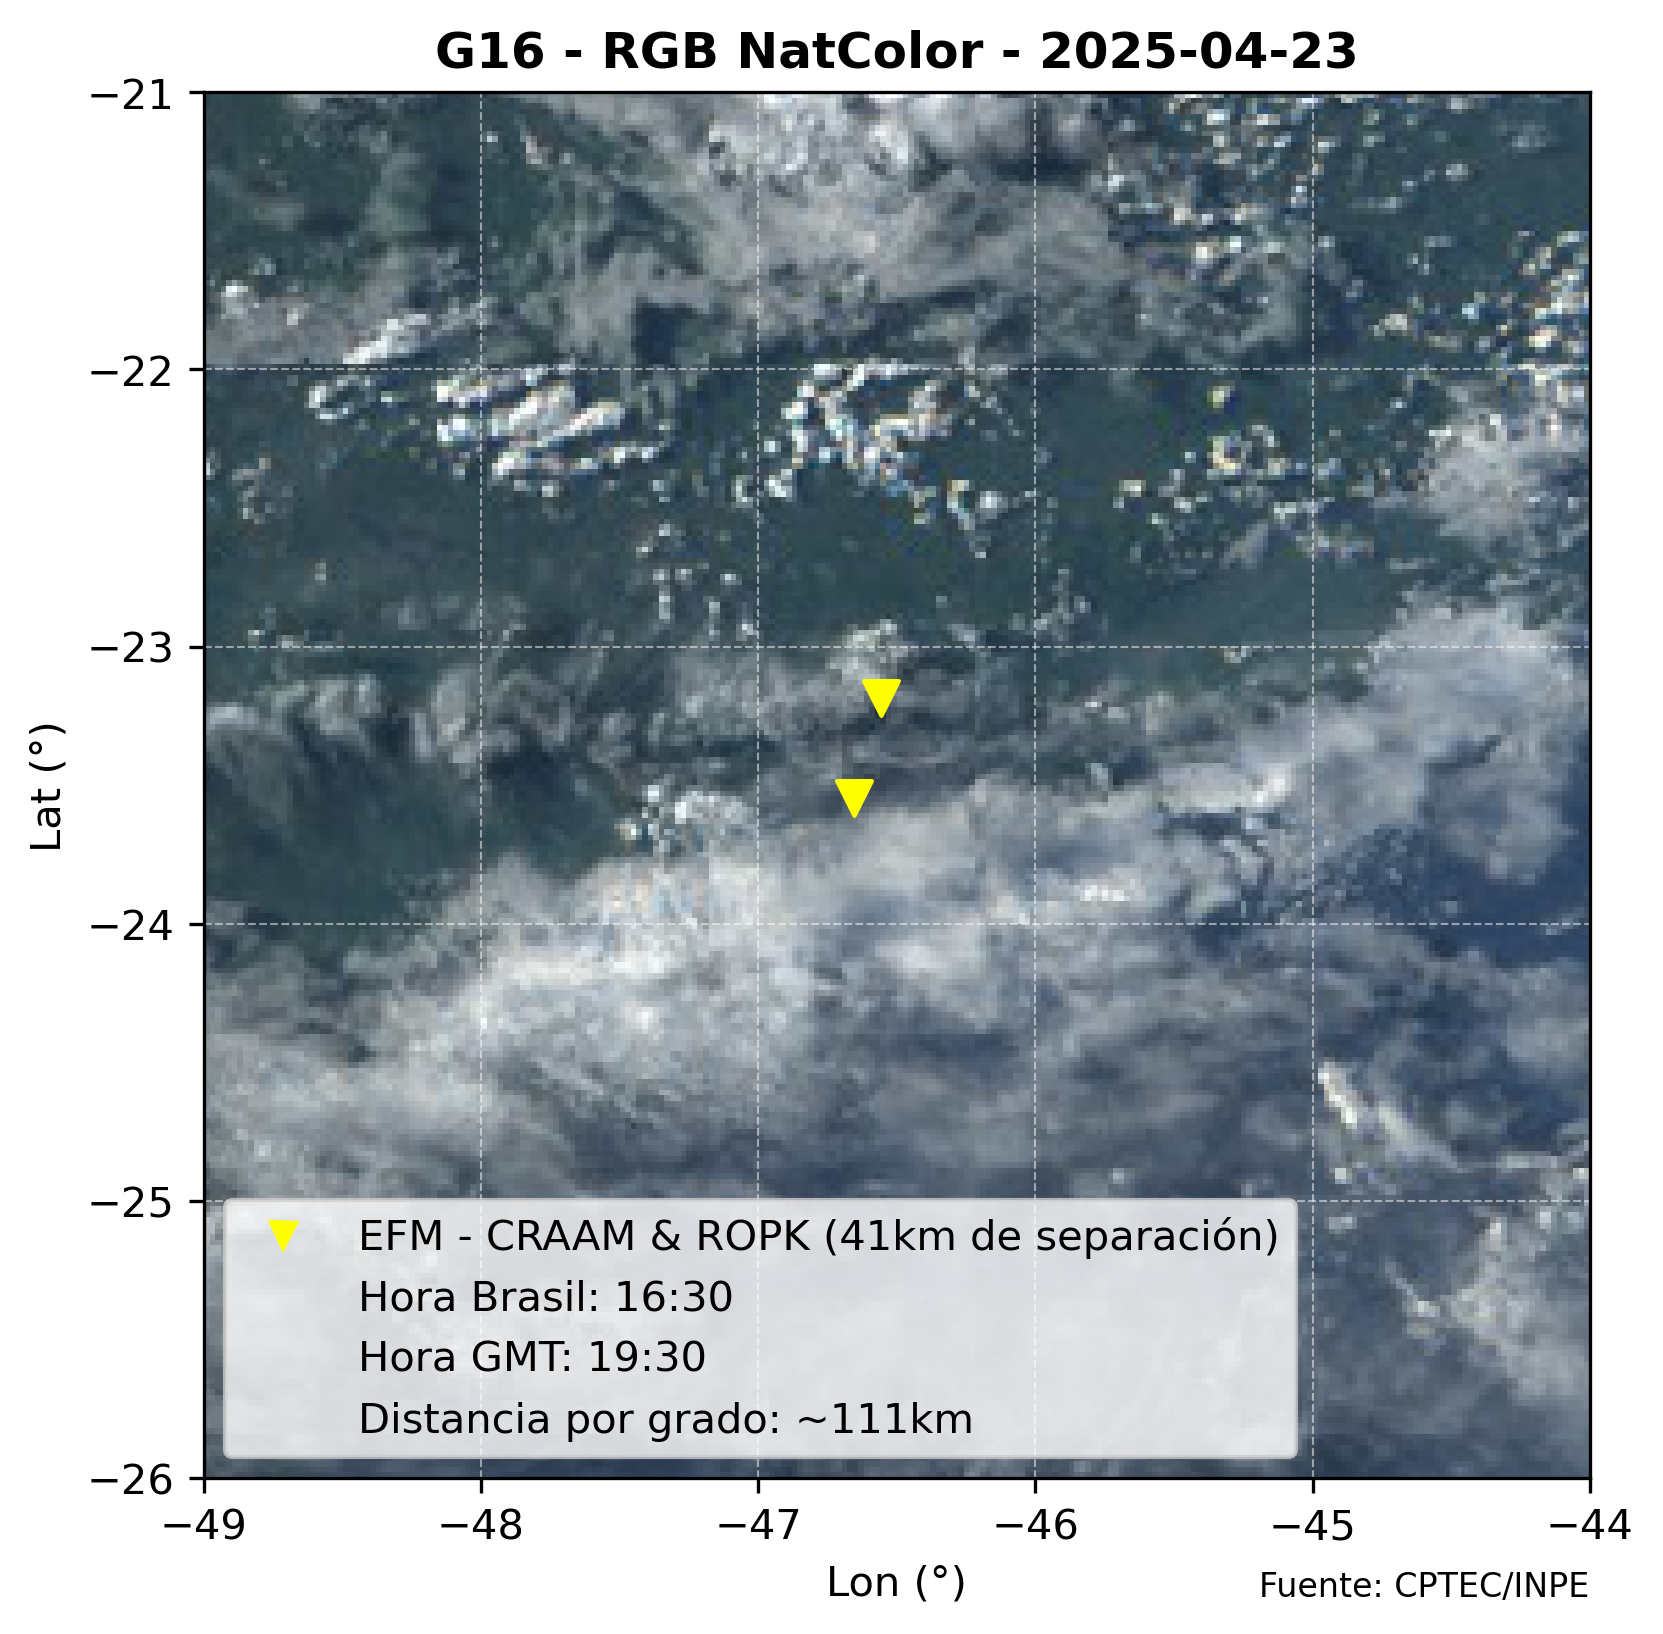 G16 - RGB NatColor - 2025-04-23
−21
−22
−23
−24
−25
−26
Lat (°)
EFM - CRAAM & ROPK (41km de separación)
Hora Brasil: 16:30
Hora GMT: 19:30
Distancia por grado: ~111km
−49
−48
−47
−46
−45
−44
Lon (°)
Fuente: CPTEC/INPE